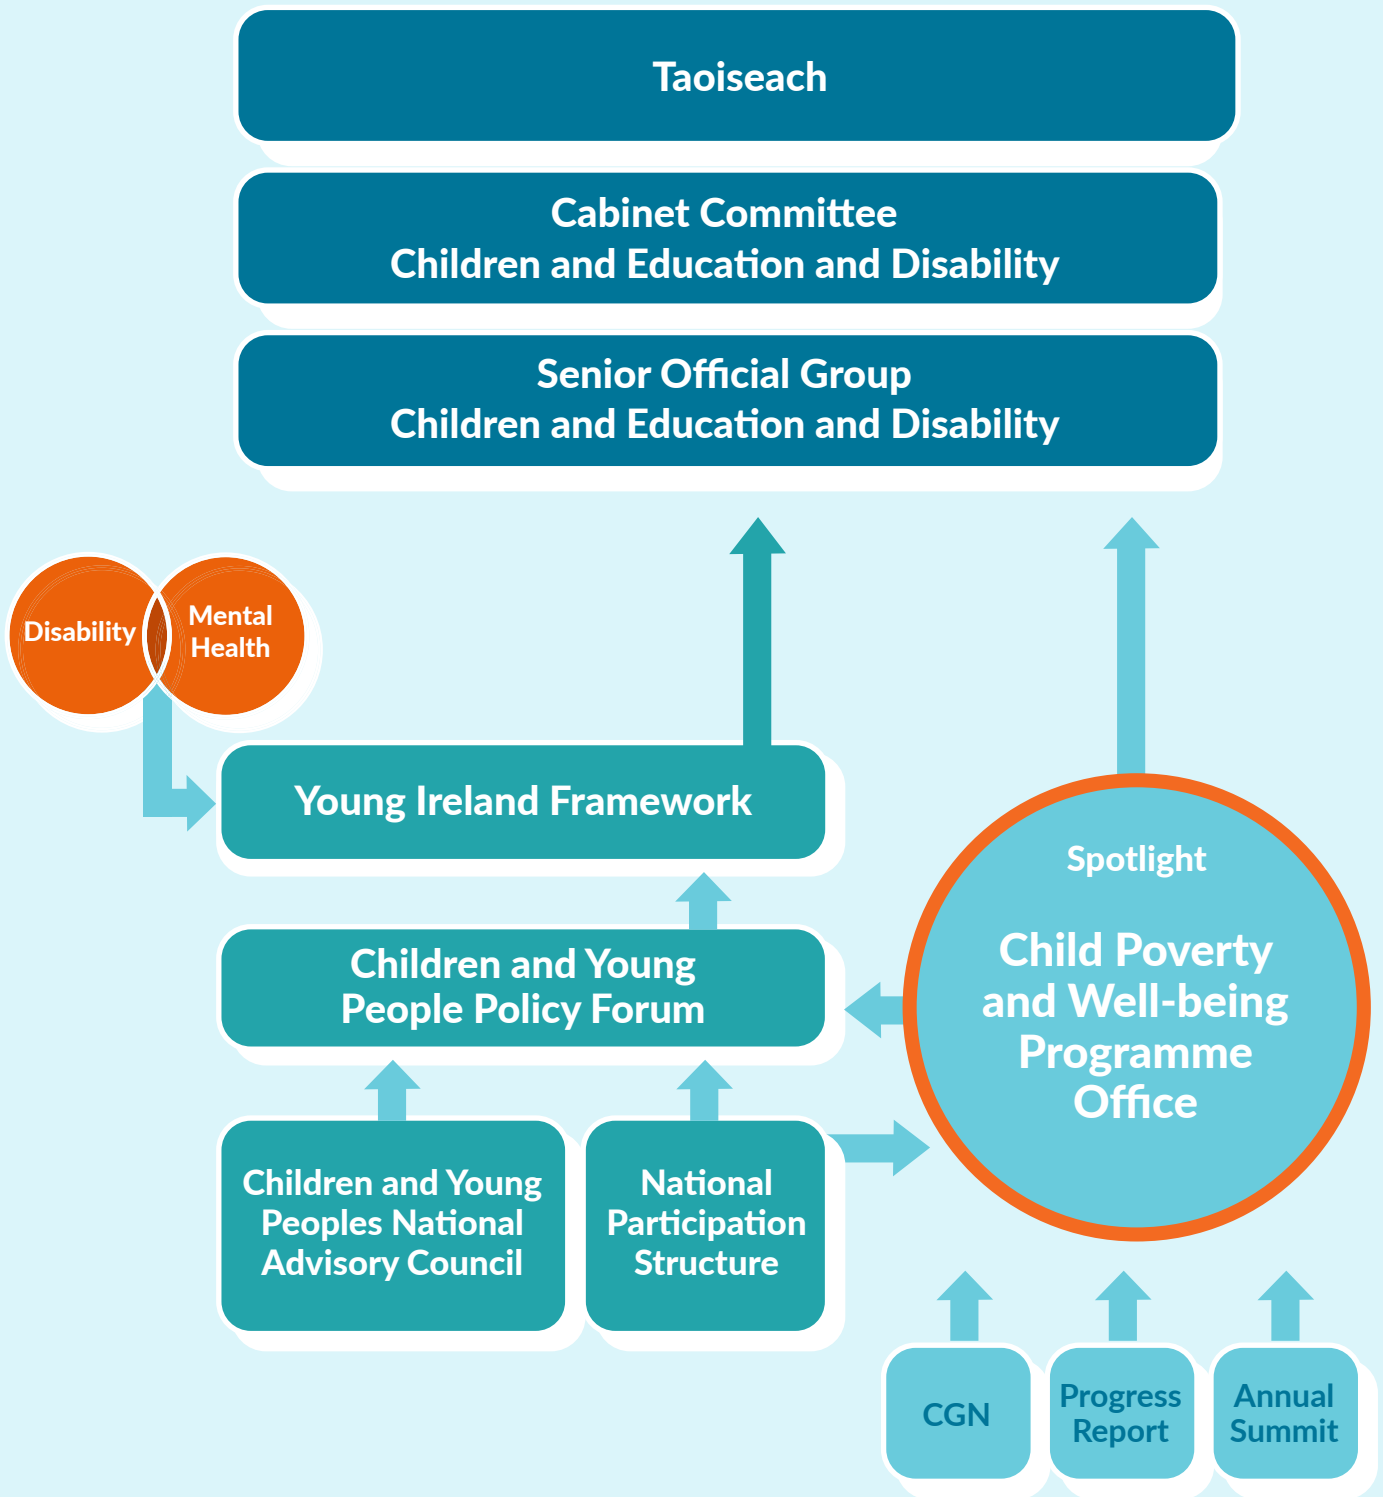 Taoiseach
Cabinet Committee
Children and Education and Disability
Senior Official Group
Children and Education and Disability
Disability
Mental
Health
Young Ireland Framework
Spotlight
Child Poverty
and Well-being
Programme
Office
Children and Young
People Policy Forum
Children and Young
Peoples National
Advisory Council
National
Participation
Structure
CGN
Progress
Report
Annual
Summit